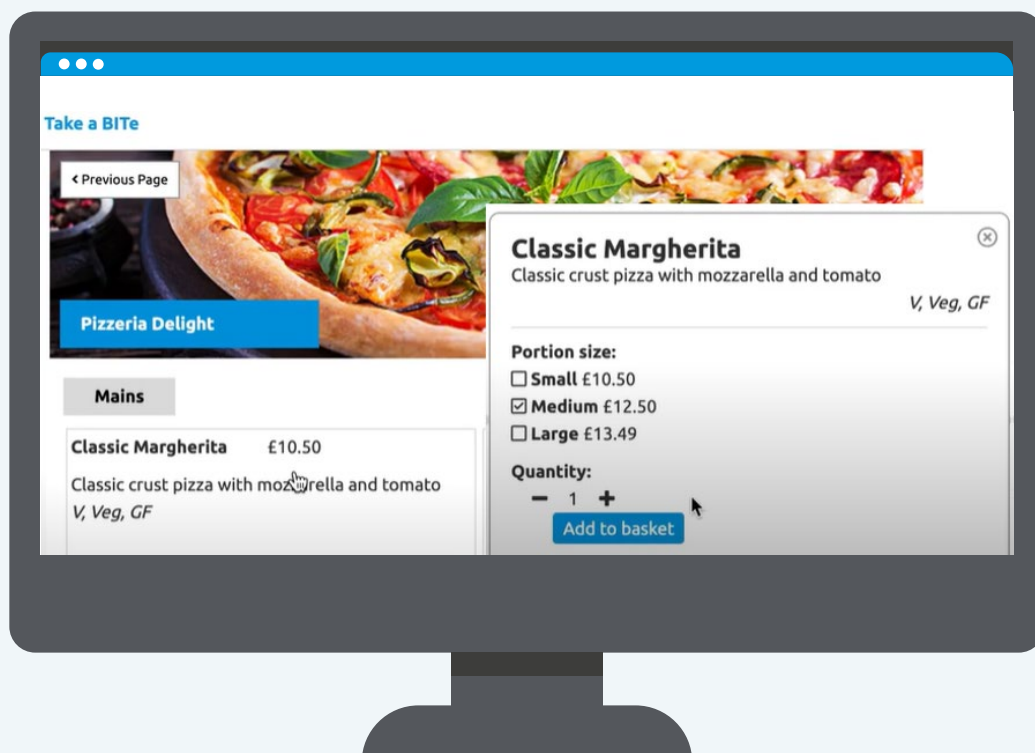 Take a BITe
Previous Page
Pizzeria Delight
Mains
Classic Margherita £10.50
Classic crust pizza with mozzarella and tomato
V, Veg, GF
Classic Margherita
Classic crust pizza with mozzarella and tomato
V, Veg, GF
Portion size:
Small £10.50
Medium £12.50
Large £13.49
Quantity:
1
Add to basket